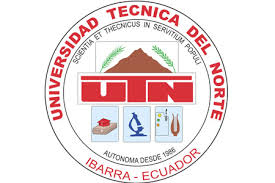 UNIVERSIDAD TECNICA DEL NORTE
SCIENTIA ET THECNICUS IN SERVITIUM POPULI
UTN
AUTONOMA DESDE 1986
IBARRA - ECUADOR